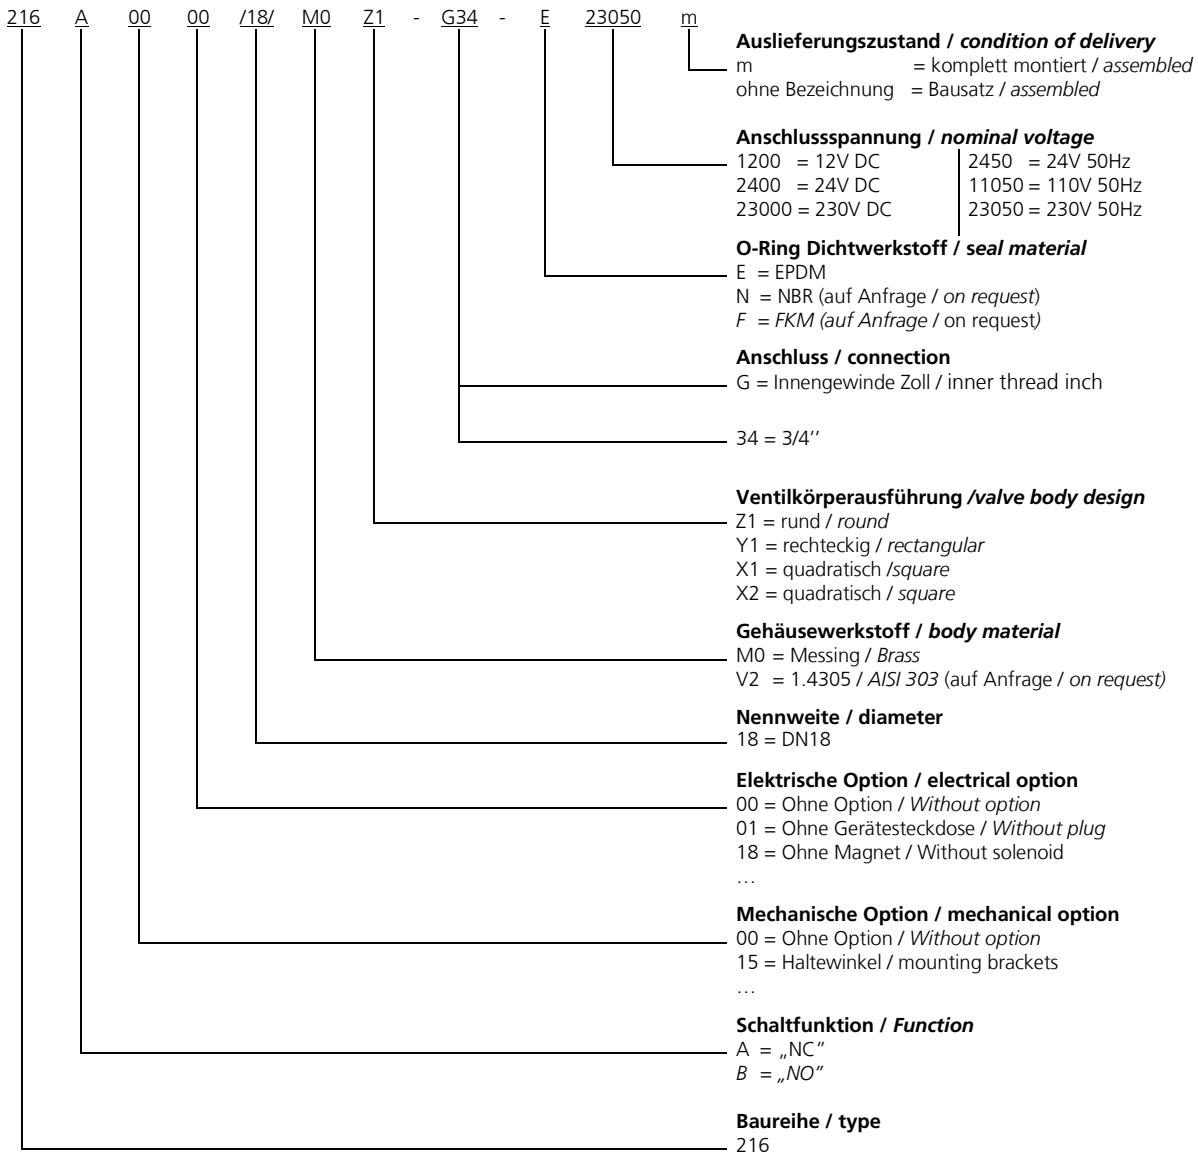 216 A 00 00 /18/ M0 Z1 - G34 - E 23050 m
Auslieferungszustand / condition of delivery
m = komplett montiert / assembled
ohne Bezeichnung = Bausatz / assembled
Anschlussspannung / nominal voltage
1200 = 12V DC 2450 = 24V 50Hz
2400 = 24V DC 11050 = 110V 50Hz
23000 = 230V DC 23050 = 230V 50Hz
O-Ring Dichtwerkstoff / seal material
E = EPDM
N = NBR (auf Anfrage / on request)
F = FKM (auf Anfrage / on request)
Anschluss / connection
G = Innengewinde Zoll / inner thread inch
34 = 3/4''
Ventilkörperausführung /valve body design
Z1 = rund / round
Y1 = rechteckig / rectangular
X1 = quadratisch /square
X2 = quadratisch / square
Gehäusewerkstoff / body material
M0 = Messing / Brass
V2 = 1.4305 / AISI 303 (auf Anfrage / on request)
Nennweite / diameter
18 = DN18
Elektrische Option / electrical option
00 = Ohne Option / Without option
01 = Ohne Gerätesteckdose / Without plug
18 = Ohne Magnet / Without solenoid
…
Mechanische Option / mechanical option
00 = Ohne Option / Without option
15 = Haltewinkel / mounting brackets
…
Schaltfunktion / Function
A = „NC"
B = „NO"
Baureihe / type
216